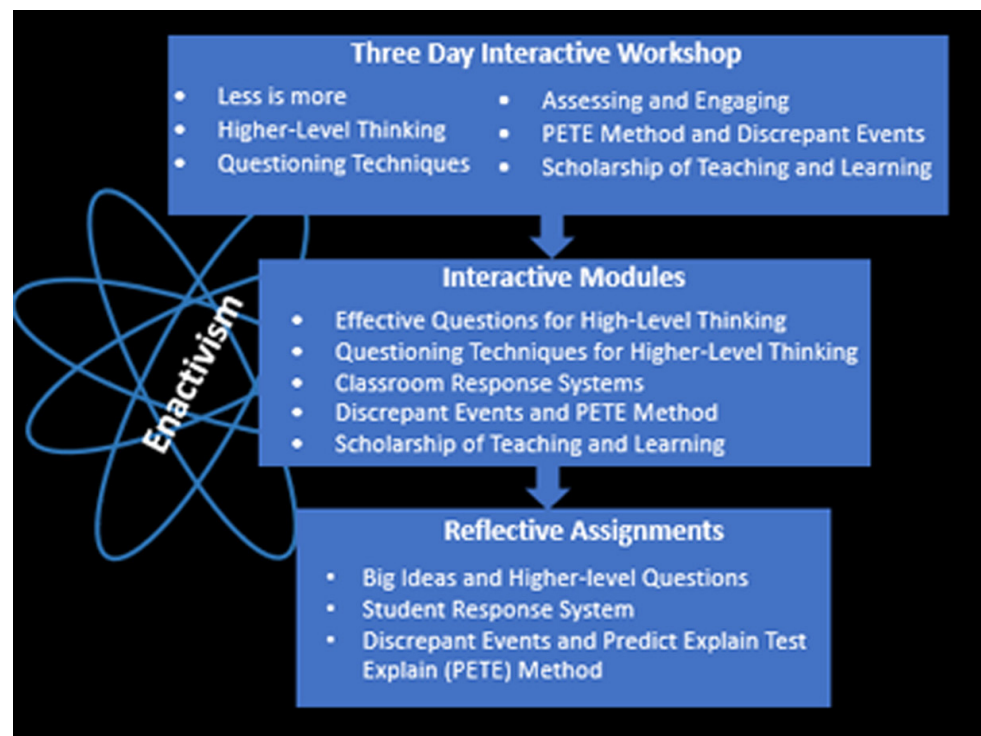 Three Day Interactive Workshop
Less is more
Higher-Level Thinking
Questioning Techniques
Assessing and Engaging
PETE Method and Discrepant Events
Scholarship of Teaching and Learning
Enactivism
Interactive Modules
Effective Questions for High-Level Thinking
Questioning Techniques for Higher-Level Thinking
Classroom Response Systems
Discrepant Events and PETE Method
Scholarship of Teaching and Learning
Reflective Assignments
Big Ideas and Higher-level Questions
Student Response System
Discrepant Events and Predict Explain Test
Explain (PETE) Method